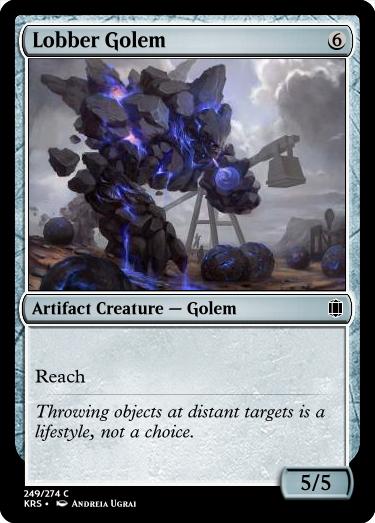 Lobber Golem 6
Artifact Creature — Golem
Reach
Throwing objects at distant targets is a
lifestyle, not a choice.
5/5
249/274 C
KRS • Andreia Ugrai